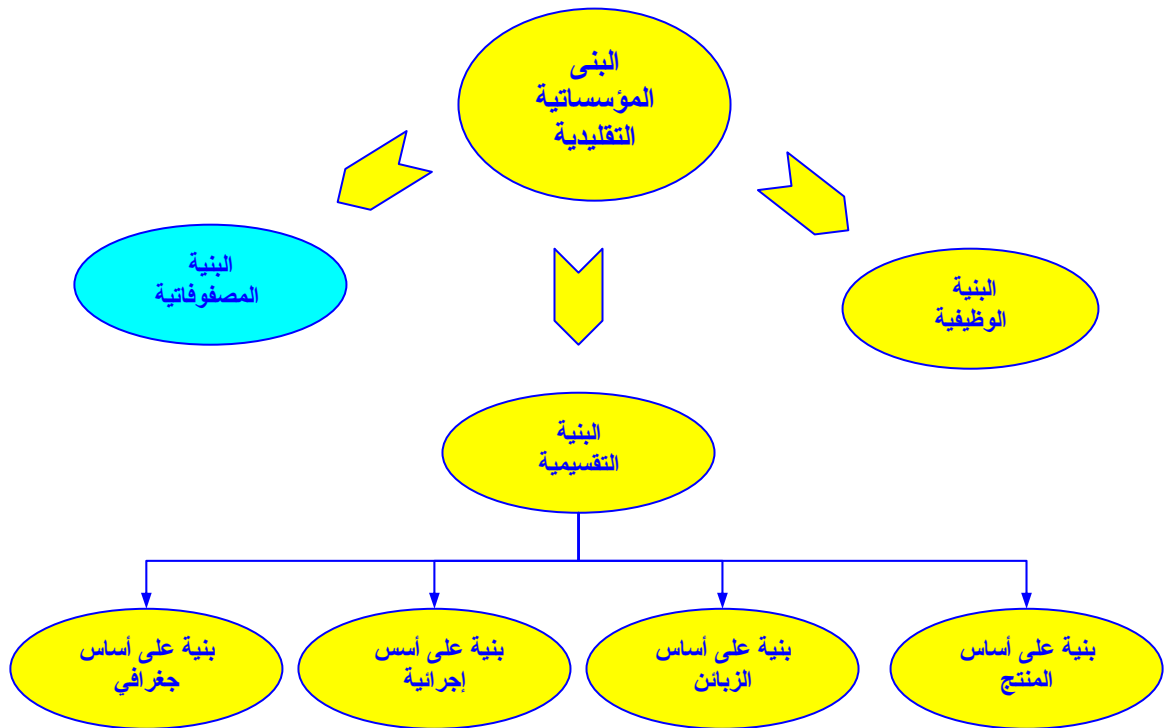 البنى
المؤسساتية
التقليدية
البنية
الوظيفية
البنية
المصفوفاتية
البنية
التقسيمية
بنية على أساس
المنتج
بنية على أساس
الزبائن
بنية على أسس
إجرائية
بنية على أساس
جغرافي